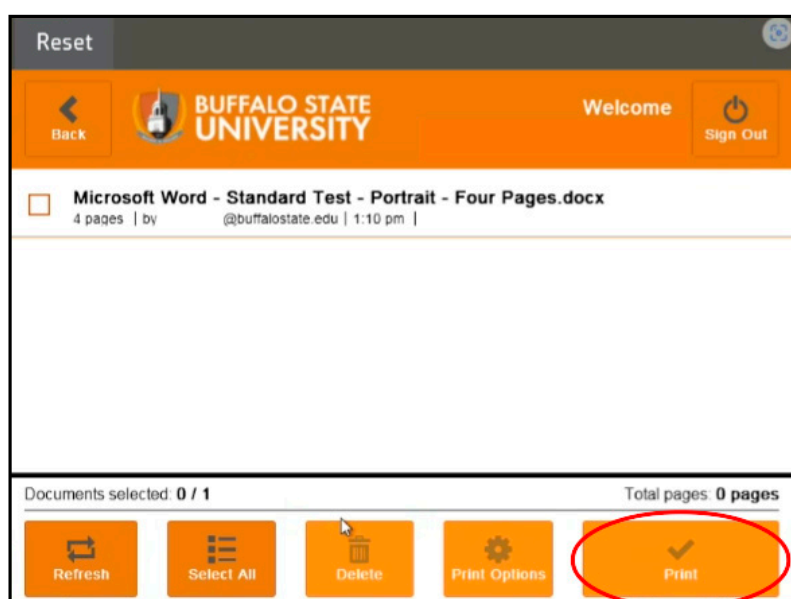 Reset
Back
BUFFALO STATE
UNIVERSITY
Welcome
Sign Out
Microsoft Word - Standard Test - Portrait - Four Pages.docx
4 pages | by @buffalostate.edu | 1:10 pm |
Documents selected: 0 / 1 Total pages: 0 pages
Refresh Select All Delete Print Options Print